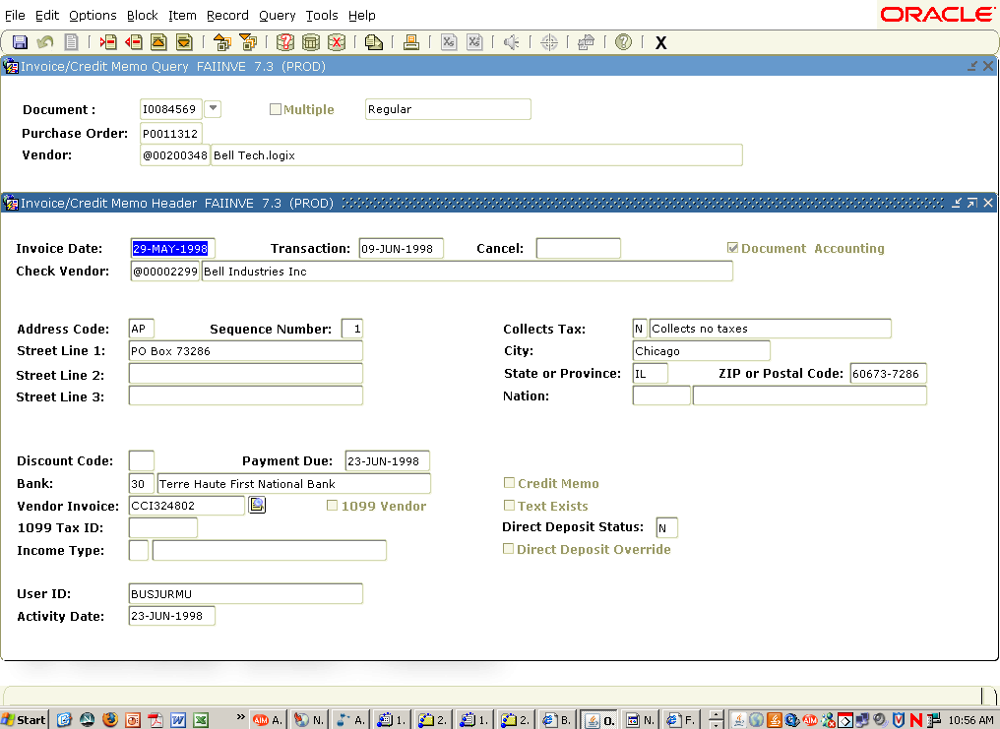 File Edit Options Block Item Record Query Tools Help
ORACLE
X
Invoice/Credit Memo Query FAIINVE 7.3 (PROD)
Document : I0084569 Multiple Regular
Purchase Order: P0011312
Vendor: @00200348 Bell Tech.logix
Invoice/Credit Memo Header FAIINVE 7.3 (PROD)
Invoice Date: 29-MAY-1998 Transaction: 09-JUN-1998 Cancel: Document Accounting
Check Vendor: @00002299 Bell Industries Inc
Address Code: AP Sequence Number: 1 Collects Tax: N Collects no taxes
Street Line 1: PO Box 73286 City: Chicago
Street Line 2: State or Province: IL ZIP or Postal Code: 60673-7286
Street Line 3: Nation:
Discount Code: Payment Due: 23-JUN-1998
Bank: 30 Terre Haute First National Bank Credit Memo
Vendor Invoice: CCI324802 1099 Vendor Text Exists
1099 Tax ID: Direct Deposit Status: N
Income Type: Direct Deposit Override
User ID: BUSJURMU
Activity Date: 23-JUN-1998
Start » A. N. A. 1. 2. 1. 2. B. O. N. F. 10:56 AM